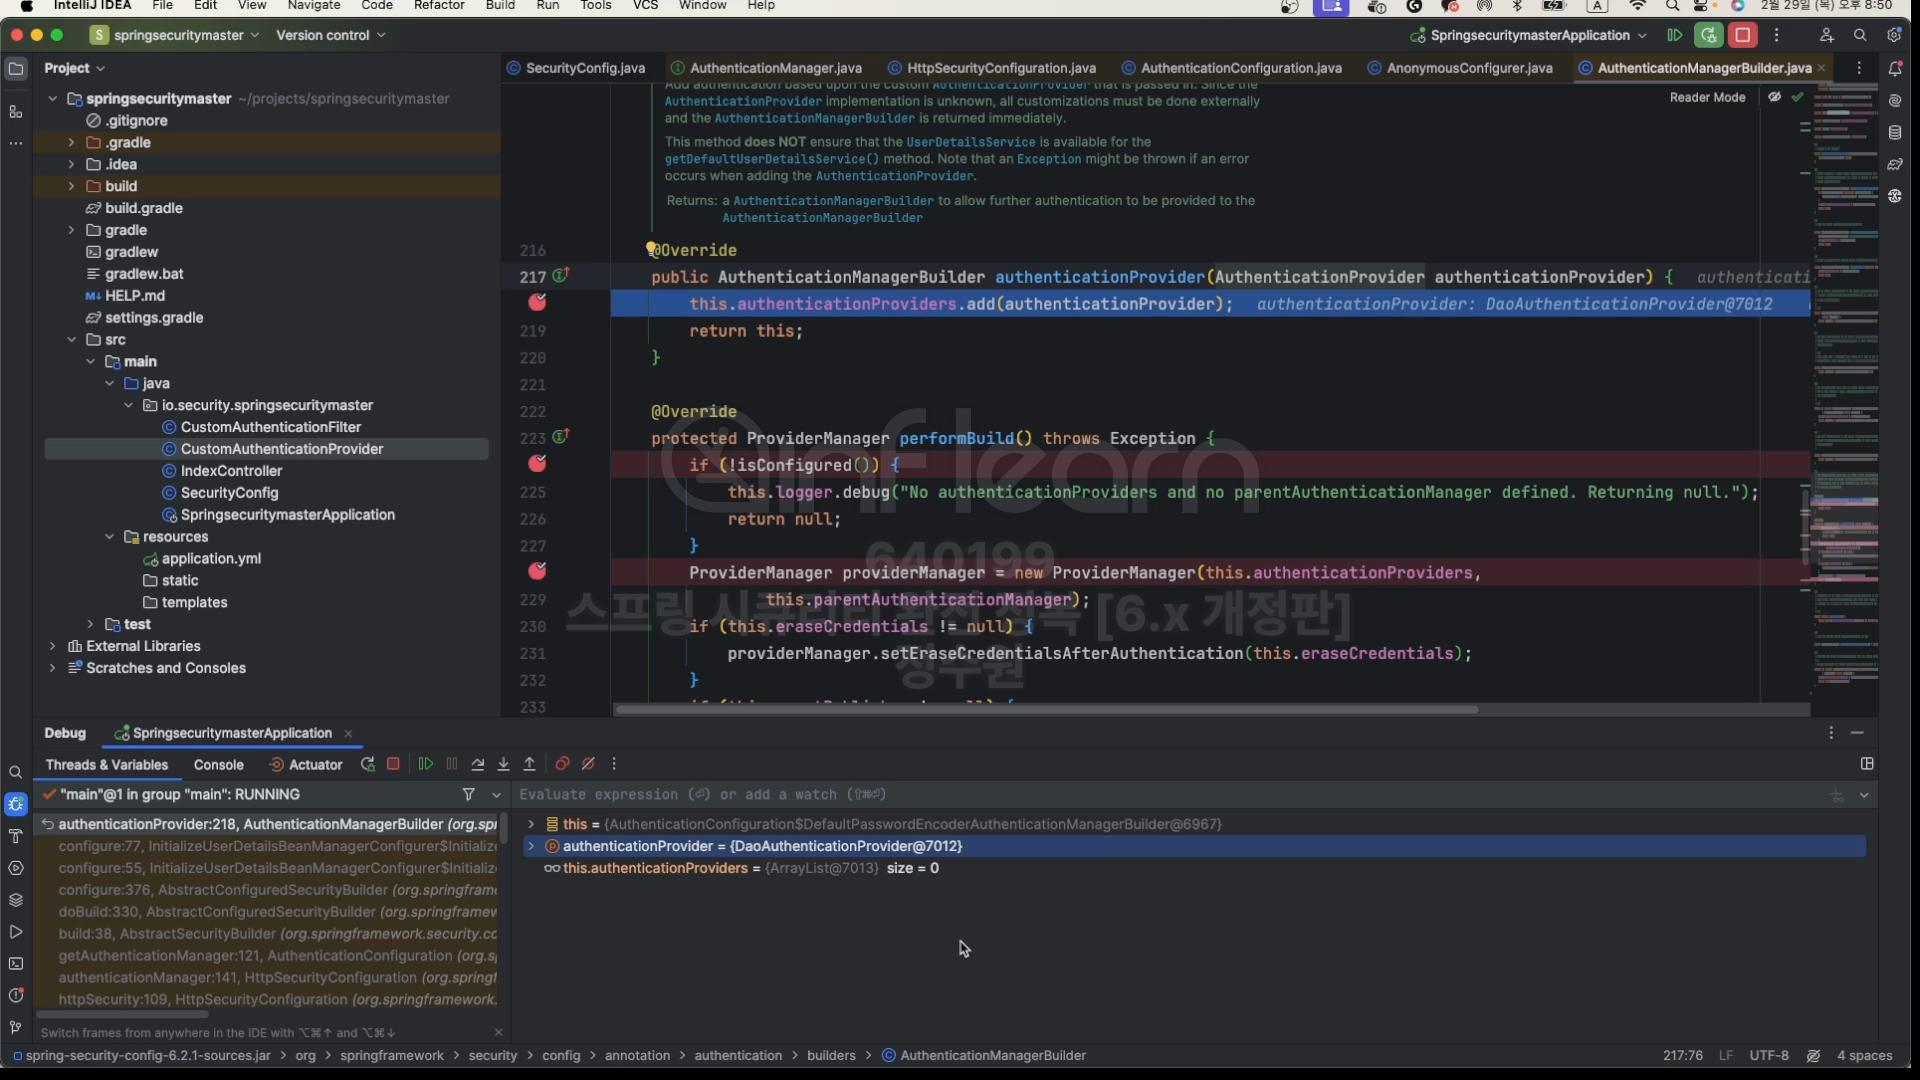 IntelliJ IDEA File Edit View Navigate Code Refactor Build Run Tools VCS Window Help A 2월 29일 (목) 오후 8:50
S springsecuritymaster Version control SpringsecuritymasterApplication
Project
SecurityConfig.java AuthenticationManager.java HttpSecurityConfiguration.java AuthenticationConfiguration.java AnonymousConfigurer.java AuthenticationManagerBuilder.java
springsecuritymaster ~/projects/springsecuritymaster
.gitignore
.gradle
.idea
build
build.gradle
gradle
gradlew
gradlew.bat
HELP.md
settings.gradle
src
main
java
io.security.springsecuritymaster
CustomAuthenticationFilter
CustomAuthenticationProvider
IndexController
SecurityConfig
SpringsecuritymasterApplication
resources
application.yml
static
templates
test
External Libraries
Scratches and Consoles
Reader Mode
Add authentication based upon the custom AuthenticationProvider that is passed in. Since the
AuthenticationProvider implementation is unknown, all customizations must be done externally
and the AuthenticationManagerBuilder is returned immediately.
This method does NOT ensure that the UserDetailsService is available for the
getDefaultUserDetailsService() method. Note that an Exception might be thrown if an error
occurs when adding the AuthenticationProvider.
Returns: a AuthenticationManagerBuilder to allow further authentication to be provided to the
AuthenticationManagerBuilder
216 @Override
217 public AuthenticationManagerBuilder authenticationProvider(AuthenticationProvider authenticationProvider) { authenticati
this.authenticationProviders.add(authenticationProvider); authenticationProvider: DaoAuthenticationProvider@7012
219 return this;
220 }
221
222 @Override
223 protected ProviderManager performBuild() throws Exception {
if (!isConfigured()) {
225 this.logger.debug("No authenticationProviders and no parentAuthenticationManager defined. Returning null.");
226 return null;
227 }
ProviderManager providerManager = new ProviderManager(this.authenticationProviders,
229 this.parentAuthenticationManager);
230 if (this.eraseCredentials != null) {
231 providerManager.setEraseCredentialsAfterAuthentication(this.eraseCredentials);
232 }
233
inflearn
640199
스프링 시큐리티 완전 정복 [6.x 개정판]
정수원
Debug SpringsecuritymasterApplication
Threads & Variables Console Actuator
"main"@1 in group "main": RUNNING
authenticationProvider:218, AuthenticationManagerBuilder (org.spr
configure:77, InitializeUserDetailsBeanManagerConfigurer$Initializ
configure:55, InitializeUserDetailsBeanManagerConfigurer$Initializ
configure:376, AbstractConfiguredSecurityBuilder (org.springfram
doBuild:330, AbstractConfiguredSecurityBuilder (org.springframew
build:38, AbstractSecurityBuilder (org.springframework.security.co
getAuthenticationManager:121, AuthenticationConfiguration (org.s
authenticationManager:141, HttpSecurityConfiguration (org.springf
httpSecurity:109, HttpSecurityConfiguration (org.springframework.
Switch frames from anywhere in the IDE with ⌥⌘↑ and ⌥⌘↓
Evaluate expression (⏎) or add a watch (⇧⌘⏎)
this = {AuthenticationConfiguration$DefaultPasswordEncoderAuthenticationManagerBuilder@6967}
authenticationProvider = {DaoAuthenticationProvider@7012}
this.authenticationProviders = {ArrayList@7013} size = 0
spring-security-config-6.2.1-sources.jar > org > springframework > security > config > annotation > authentication > builders > AuthenticationManagerBuilder 217:76 LF UTF-8 4 spaces